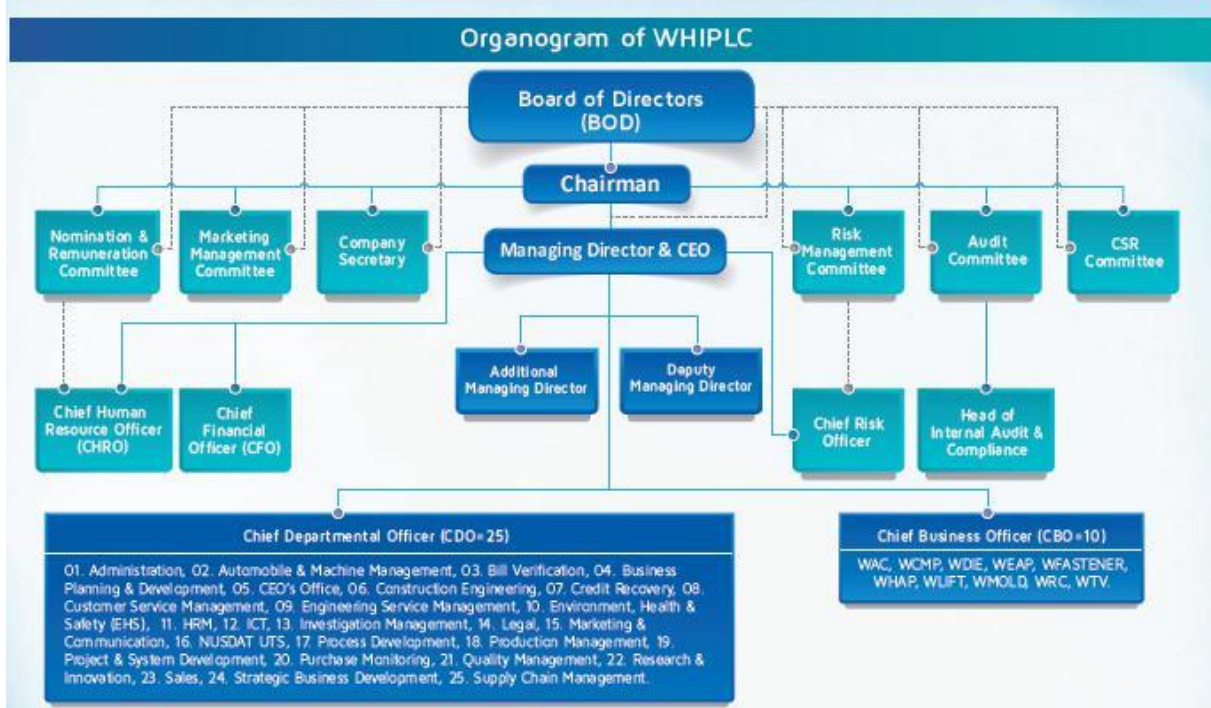 Organogram of WHIPLC
Board of Directors
(BOD)
Chairman
Nomination &
Remuneration
Committee
Marketing
Management
Committee
Company
Secretary
Managing Director & CEO
Risk
Management
Committee
Audit
Committee
CSR
Committee
Additional
Managing Director
Deputy
Managing Director
Chief Human
Resource Officer
(CHRO)
Chief
Financial
Officer (CFO)
Chief Risk
Officer
Head of
Internal Audit &
Compliance
Chief Departmental Officer (CDO=25)
01. Administration, 02. Automobile & Machine Management, 03. Bill Verification, 04. Business
Planning & Development, 05. CEO's Office, 06. Construction Engineering, 07. Credit Recovery, 08.
Customer Service Management, 09. Engineering Service Management, 10. Environment, Health &
Safety (EHS), 11. HRM, 12. ICT, 13. Investigation Management, 14. Legal, 15. Marketing &
Communication, 16. NUSDAT UTS, 17. Process Development, 18. Production Management, 19.
Project & System Development, 20. Purchase Monitoring, 21. Quality Management, 22. Research &
Innovation, 23. Sales, 24. Strategic Business Development, 25. Supply Chain Management.
Chief Business Officer (CBO=10)
WAC, WCMP, WDIE, WEAP, WFASTENER,
WHAP, WLIFT, WMOLD, WRC, WTV.